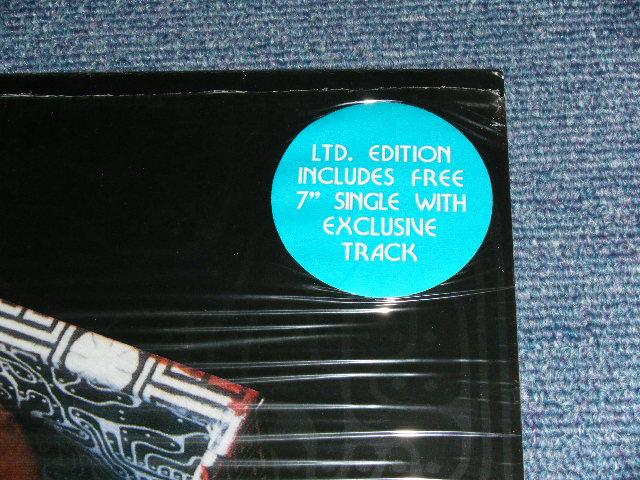 LTD. EDITION
INCLUDES FREE
7” SINGLE WITH
EXCLUSIVE
TRACK